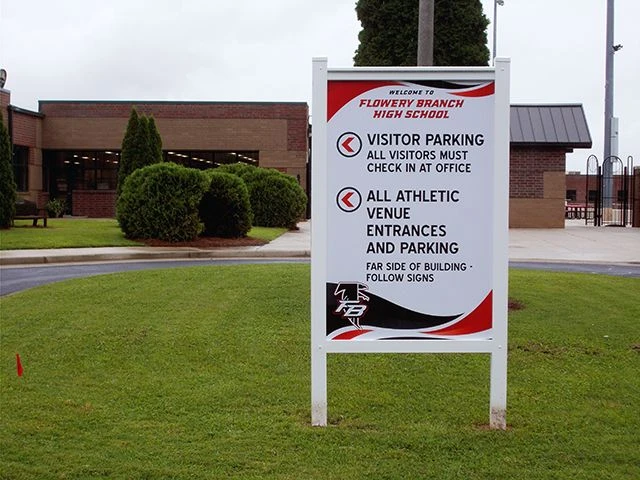 WELCOME TO
FLOWERY BRANCH
HIGH SCHOOL
VISITOR PARKING
ALL VISITORS MUST
CHECK IN AT OFFICE
ALL ATHLETIC
VENUE
ENTRANCES
AND PARKING
FAR SIDE OF BUILDING -
FOLLOW SIGNS
FB